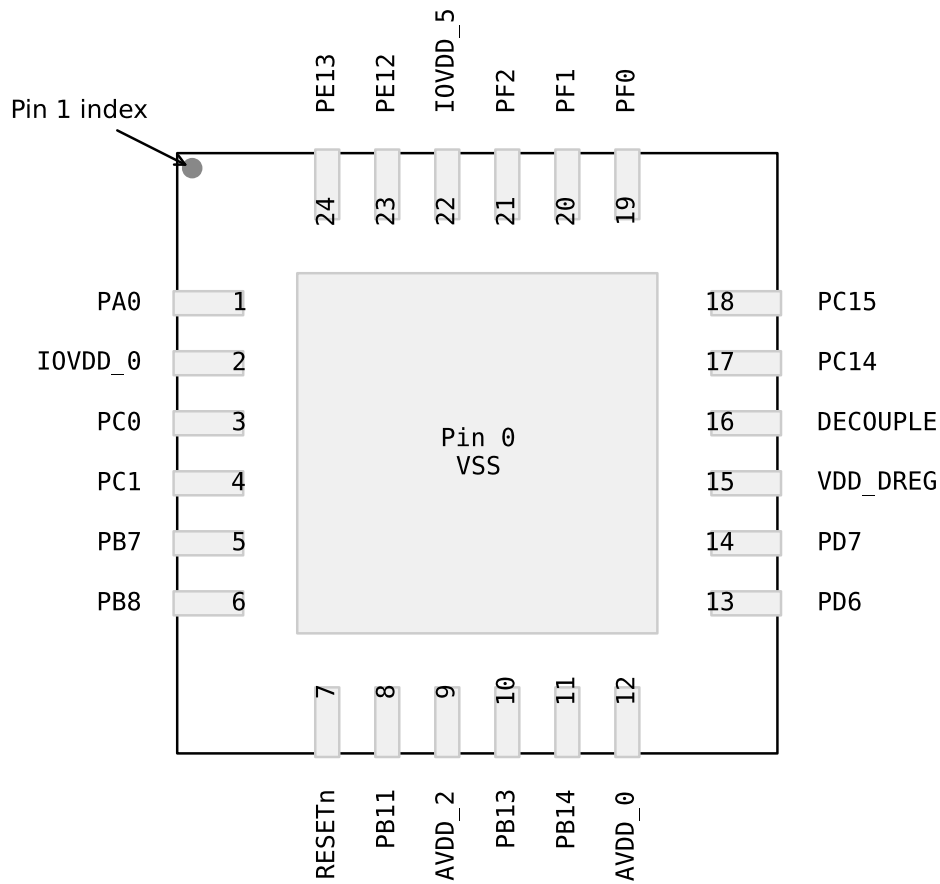 PE13 PE12 IOVDD_5 PF2 PF1 PF0
Pin 1 index
24 23 22 21 20 19
PA0 1 18 PC15
IOVDD_0 2 17 PC14
PC0 3 16 DECOUPLE
Pin 0
VSS
PC1 4 15 VDD_DREG
PB7 5 14 PD7
PB8 6 13 PD6
7 8 9 10 11 12
RESETn PB11 AVDD_2 PB13 PB14 AVDD_0